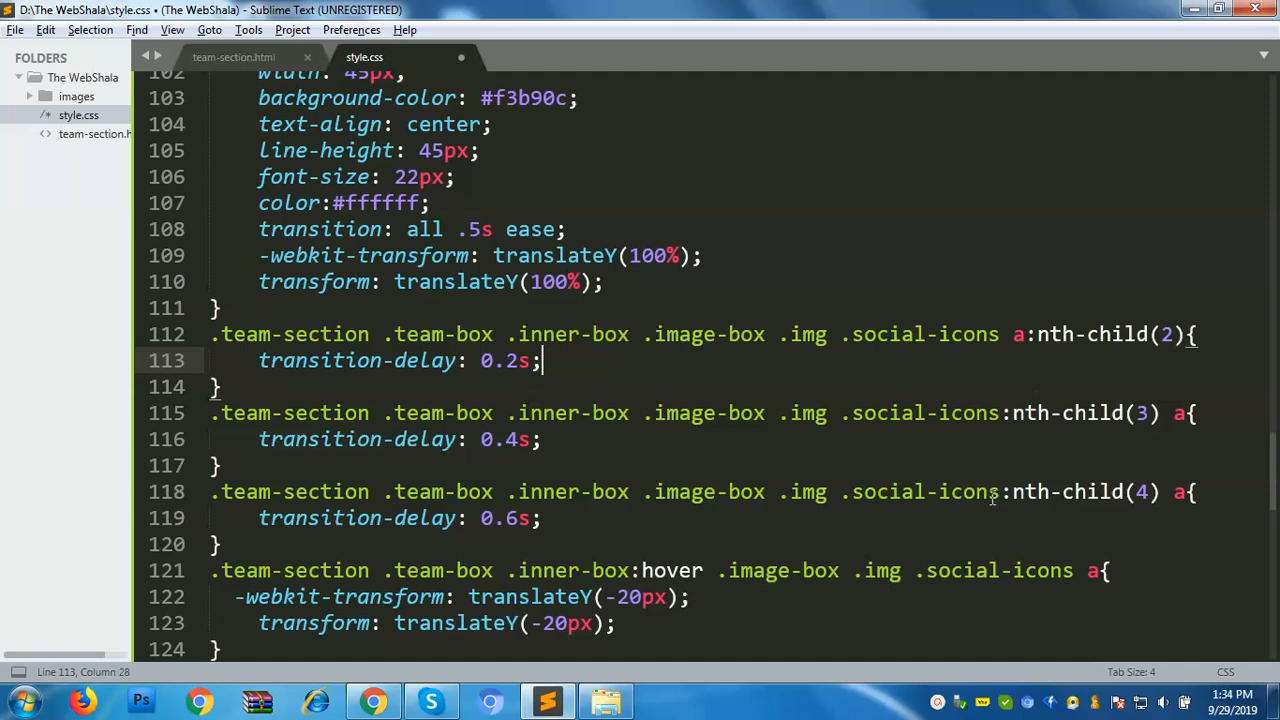 D:\The WebShala\style.css • (The WebShala) - Sublime Text (UNREGISTERED)
File Edit Selection Find View Goto Tools Project Preferences Help
FOLDERS
The WebShala
images
style.css
team-section.h
team-section.html
style.css
102 width: 45px;
103 background-color: #f3b90c;
104 text-align: center;
105 line-height: 45px;
106 font-size: 22px;
107 color:#ffffff;
108 transition: all .5s ease;
109 -webkit-transform: translateY(100%);
110 transform: translateY(100%);
111 }
112 .team-section .team-box .inner-box .image-box .img .social-icons a:nth-child(2){
113 transition-delay: 0.2s;
114 }
115 .team-section .team-box .inner-box .image-box .img .social-icons:nth-child(3) a{
116 transition-delay: 0.4s;
117 }
118 .team-section .team-box .inner-box .image-box .img .social-icons:nth-child(4) a{
119 transition-delay: 0.6s;
120 }
121 .team-section .team-box .inner-box:hover .image-box .img .social-icons a{
122 -webkit-transform: translateY(-20px);
123 transform: translateY(-20px);
124 }
Line 113, Column 28
Tab Size: 4
CSS
Ps
1:34 PM
9/29/2019